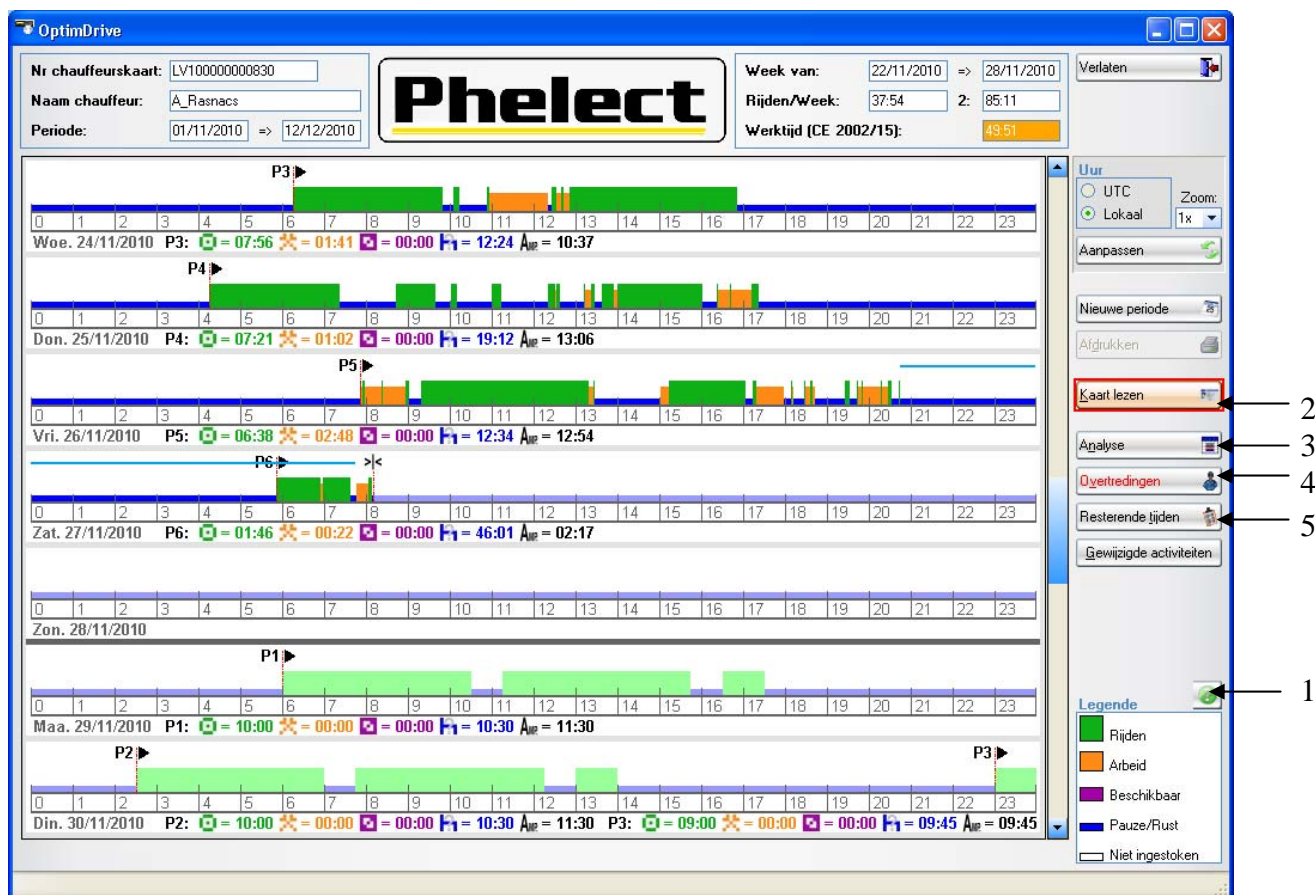 OptimDrive
Nr chauffeurskaart: LV100000000830
Naam chauffeur: A_Rasnacs
Periode: 01/11/2010 => 12/12/2010
Phelect
Week van: 22/11/2010 => 28/11/2010
Rijden/Week: 37:54 2: 85:11
Werktijd (CE 2002/15): 49:51
Verlaten
P3
0 1 2 3 4 5 6 7 8 9 10 11 12 13 14 15 16 17 18 19 20 21 22 23
Woe. 24/11/2010 P3: = 07:56 = 01:41 = 00:00 = 12:24 = 10:37
P4
0 1 2 3 4 5 6 7 8 9 10 11 12 13 14 15 16 17 18 19 20 21 22 23
Don. 25/11/2010 P4: = 07:21 = 01:02 = 00:00 = 19:12 = 13:06
P5
0 1 2 3 4 5 6 7 8 9 10 11 12 13 14 15 16 17 18 19 20 21 22 23
Vri. 26/11/2010 P5: = 06:38 = 02:48 = 00:00 = 12:34 = 12:54
P6 >|<
0 1 2 3 4 5 6 7 8 9 10 11 12 13 14 15 16 17 18 19 20 21 22 23
Zat. 27/11/2010 P6: = 01:46 = 00:22 = 00:00 = 46:01 = 02:17
0 1 2 3 4 5 6 7 8 9 10 11 12 13 14 15 16 17 18 19 20 21 22 23
Zon. 28/11/2010
P1
0 1 2 3 4 5 6 7 8 9 10 11 12 13 14 15 16 17 18 19 20 21 22 23
Maa. 29/11/2010 P1: = 10:00 = 00:00 = 00:00 = 10:30 = 11:30
P2 P3
0 1 2 3 4 5 6 7 8 9 10 11 12 13 14 15 16 17 18 19 20 21 22 23
Din. 30/11/2010 P2: = 10:00 = 00:00 = 00:00 = 10:30 = 11:30 P3: = 09:00 = 00:00 = 00:00 = 09:45 = 09:45
Uur
UTC
Lokaal
Zoom:
1x
Aanpassen
Nieuwe periode
Afdrukken
Kaart lezen
2
Analyse
3
Overtredingen
4
Resterende tijden
5
Gewijzigde activiteiten
1
Legende
Rijden
Arbeid
Beschikbaar
Pauze/Rust
Niet ingestoken